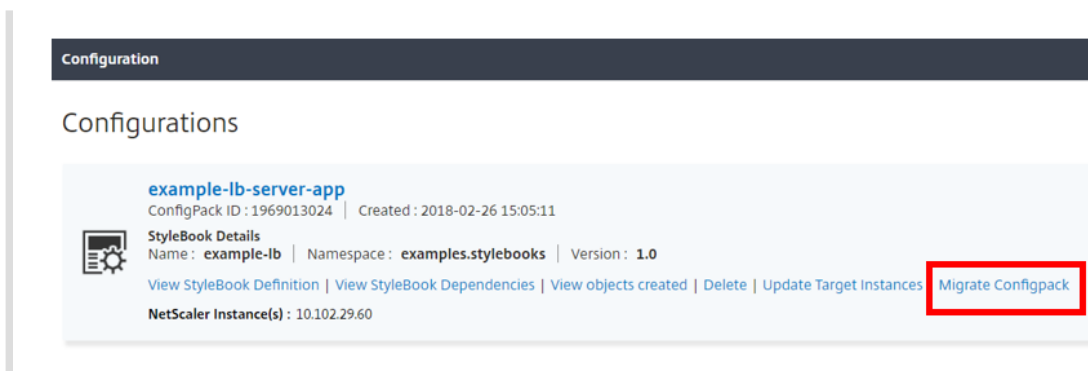 Configuration
Configurations
example-lb-server-app
ConfigPack ID : 1969013024 | Created : 2018-02-26 15:05:11
StyleBook Details
Name : example-lb | Namespace : examples.stylebooks | Version : 1.0
View StyleBook Definition | View StyleBook Dependencies | View objects created | Delete | Update Target Instances Migrate Configpack
NetScaler Instance(s) : 10.102.29.60